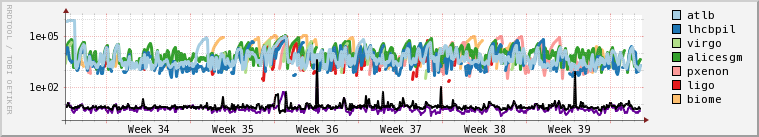 1e+05
1e+02
Week 34 Week 35 Week 36 Week 37 Week 38 Week 39
atlb
lhcbpil
virgo
alicesgm
pxenon
ligo
biome
RRDTOOL / TOBI OETIKER